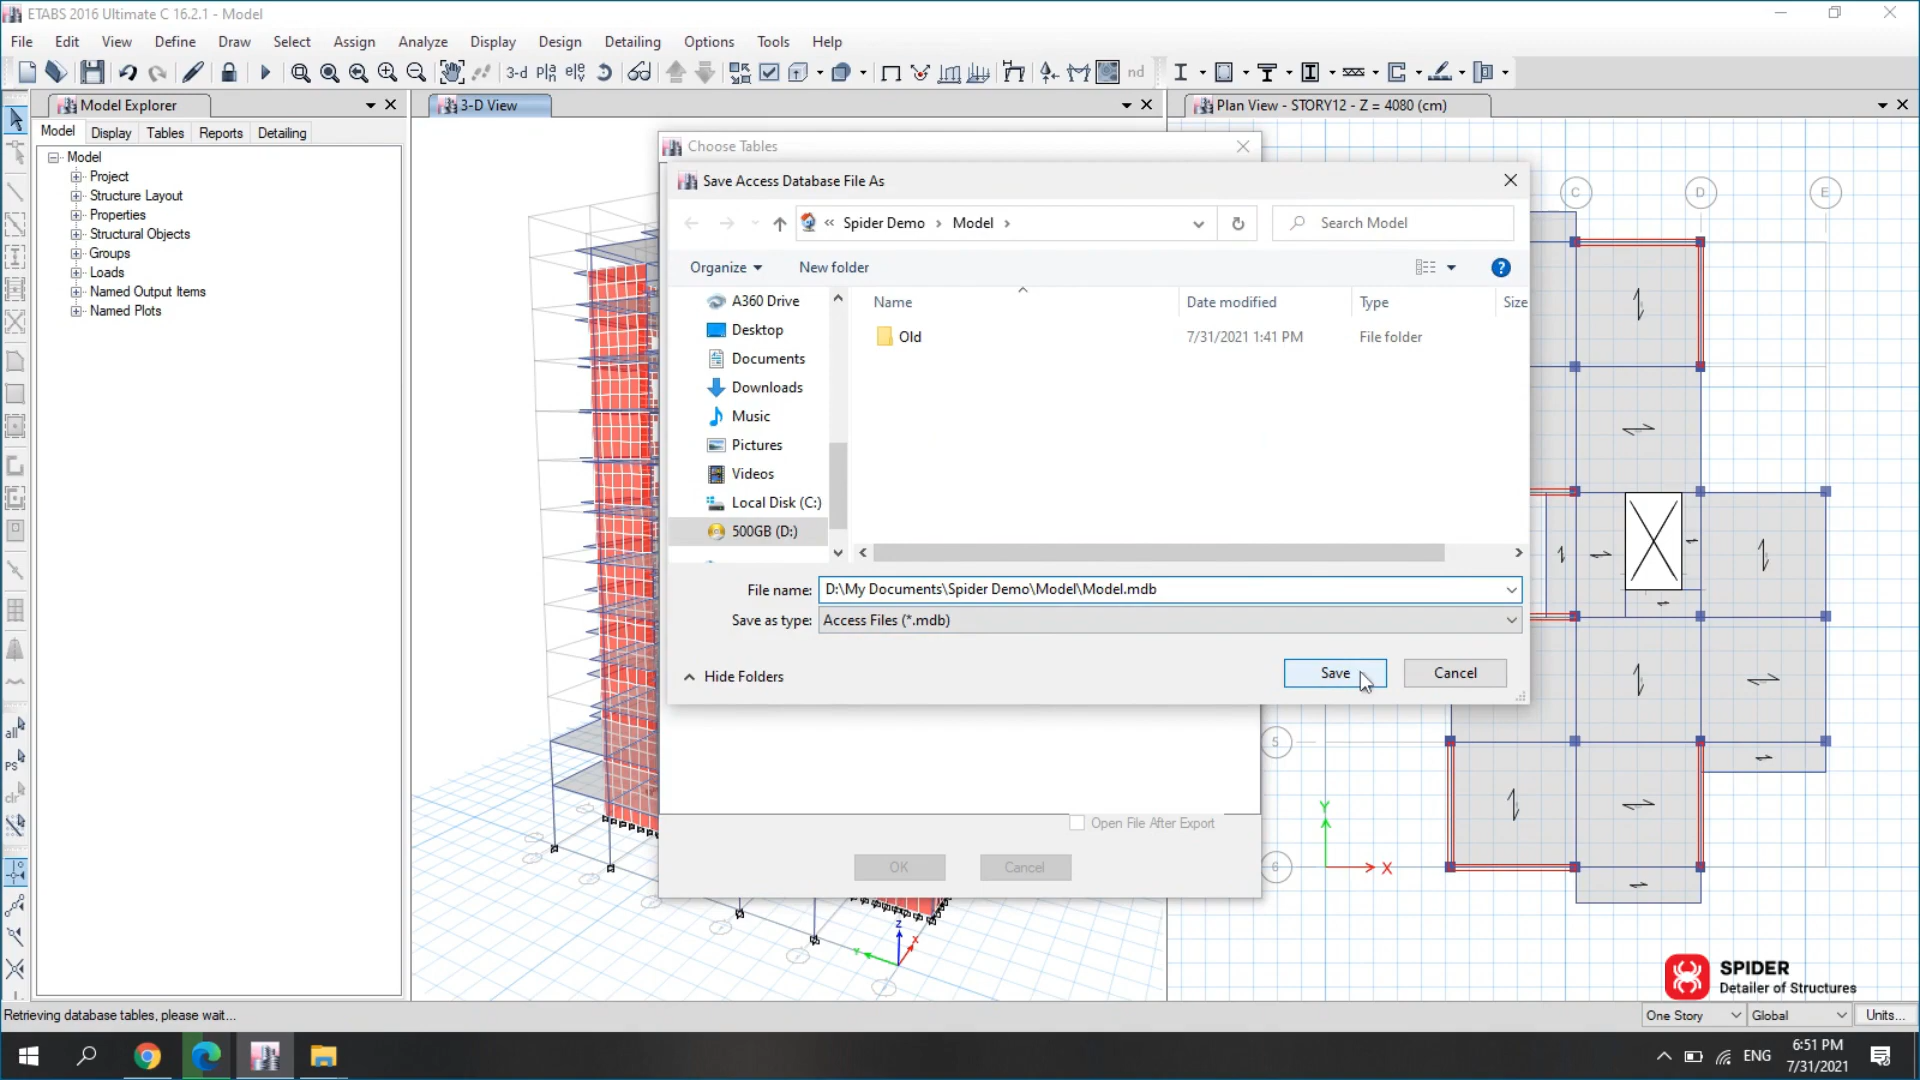 ETABS 2016 Ultimate C 16.2.1 - Model
File Edit View Define Draw Select Assign Analyze Display Design Detailing Options Tools Help
3-d
nd
Model Explorer
3-D View
Plan View - STORY12 - Z = 4080 (cm)
Model Display Tables Reports Detailing
Model
Project
Structure Layout
Properties
Structural Objects
Groups
Loads
Named Output Items
Named Plots
all
PS
clr
Choose Tables
Save Access Database File As
« Spider Demo › Model ›
Search Model
Organize
New folder
?
A360 Drive
Desktop
Documents
Downloads
Music
Pictures
Videos
Local Disk (C:)
500GB (D:)
Name Date modified Type Size
Old 7/31/2021 1:41 PM File folder
File name: D:\My Documents\Spider Demo\Model\Model.mdb
Save as type: Access Files (*.mdb)
Hide Folders
Save
Cancel
Open File After Export
OK
Cancel
C
D
E
5
6
Y
X
Z
X
Y
SPIDER
Detailer of Structures
Retrieving database tables, please wait...
One Story
Global
Units...
ENG
6:51 PM
7/31/2021